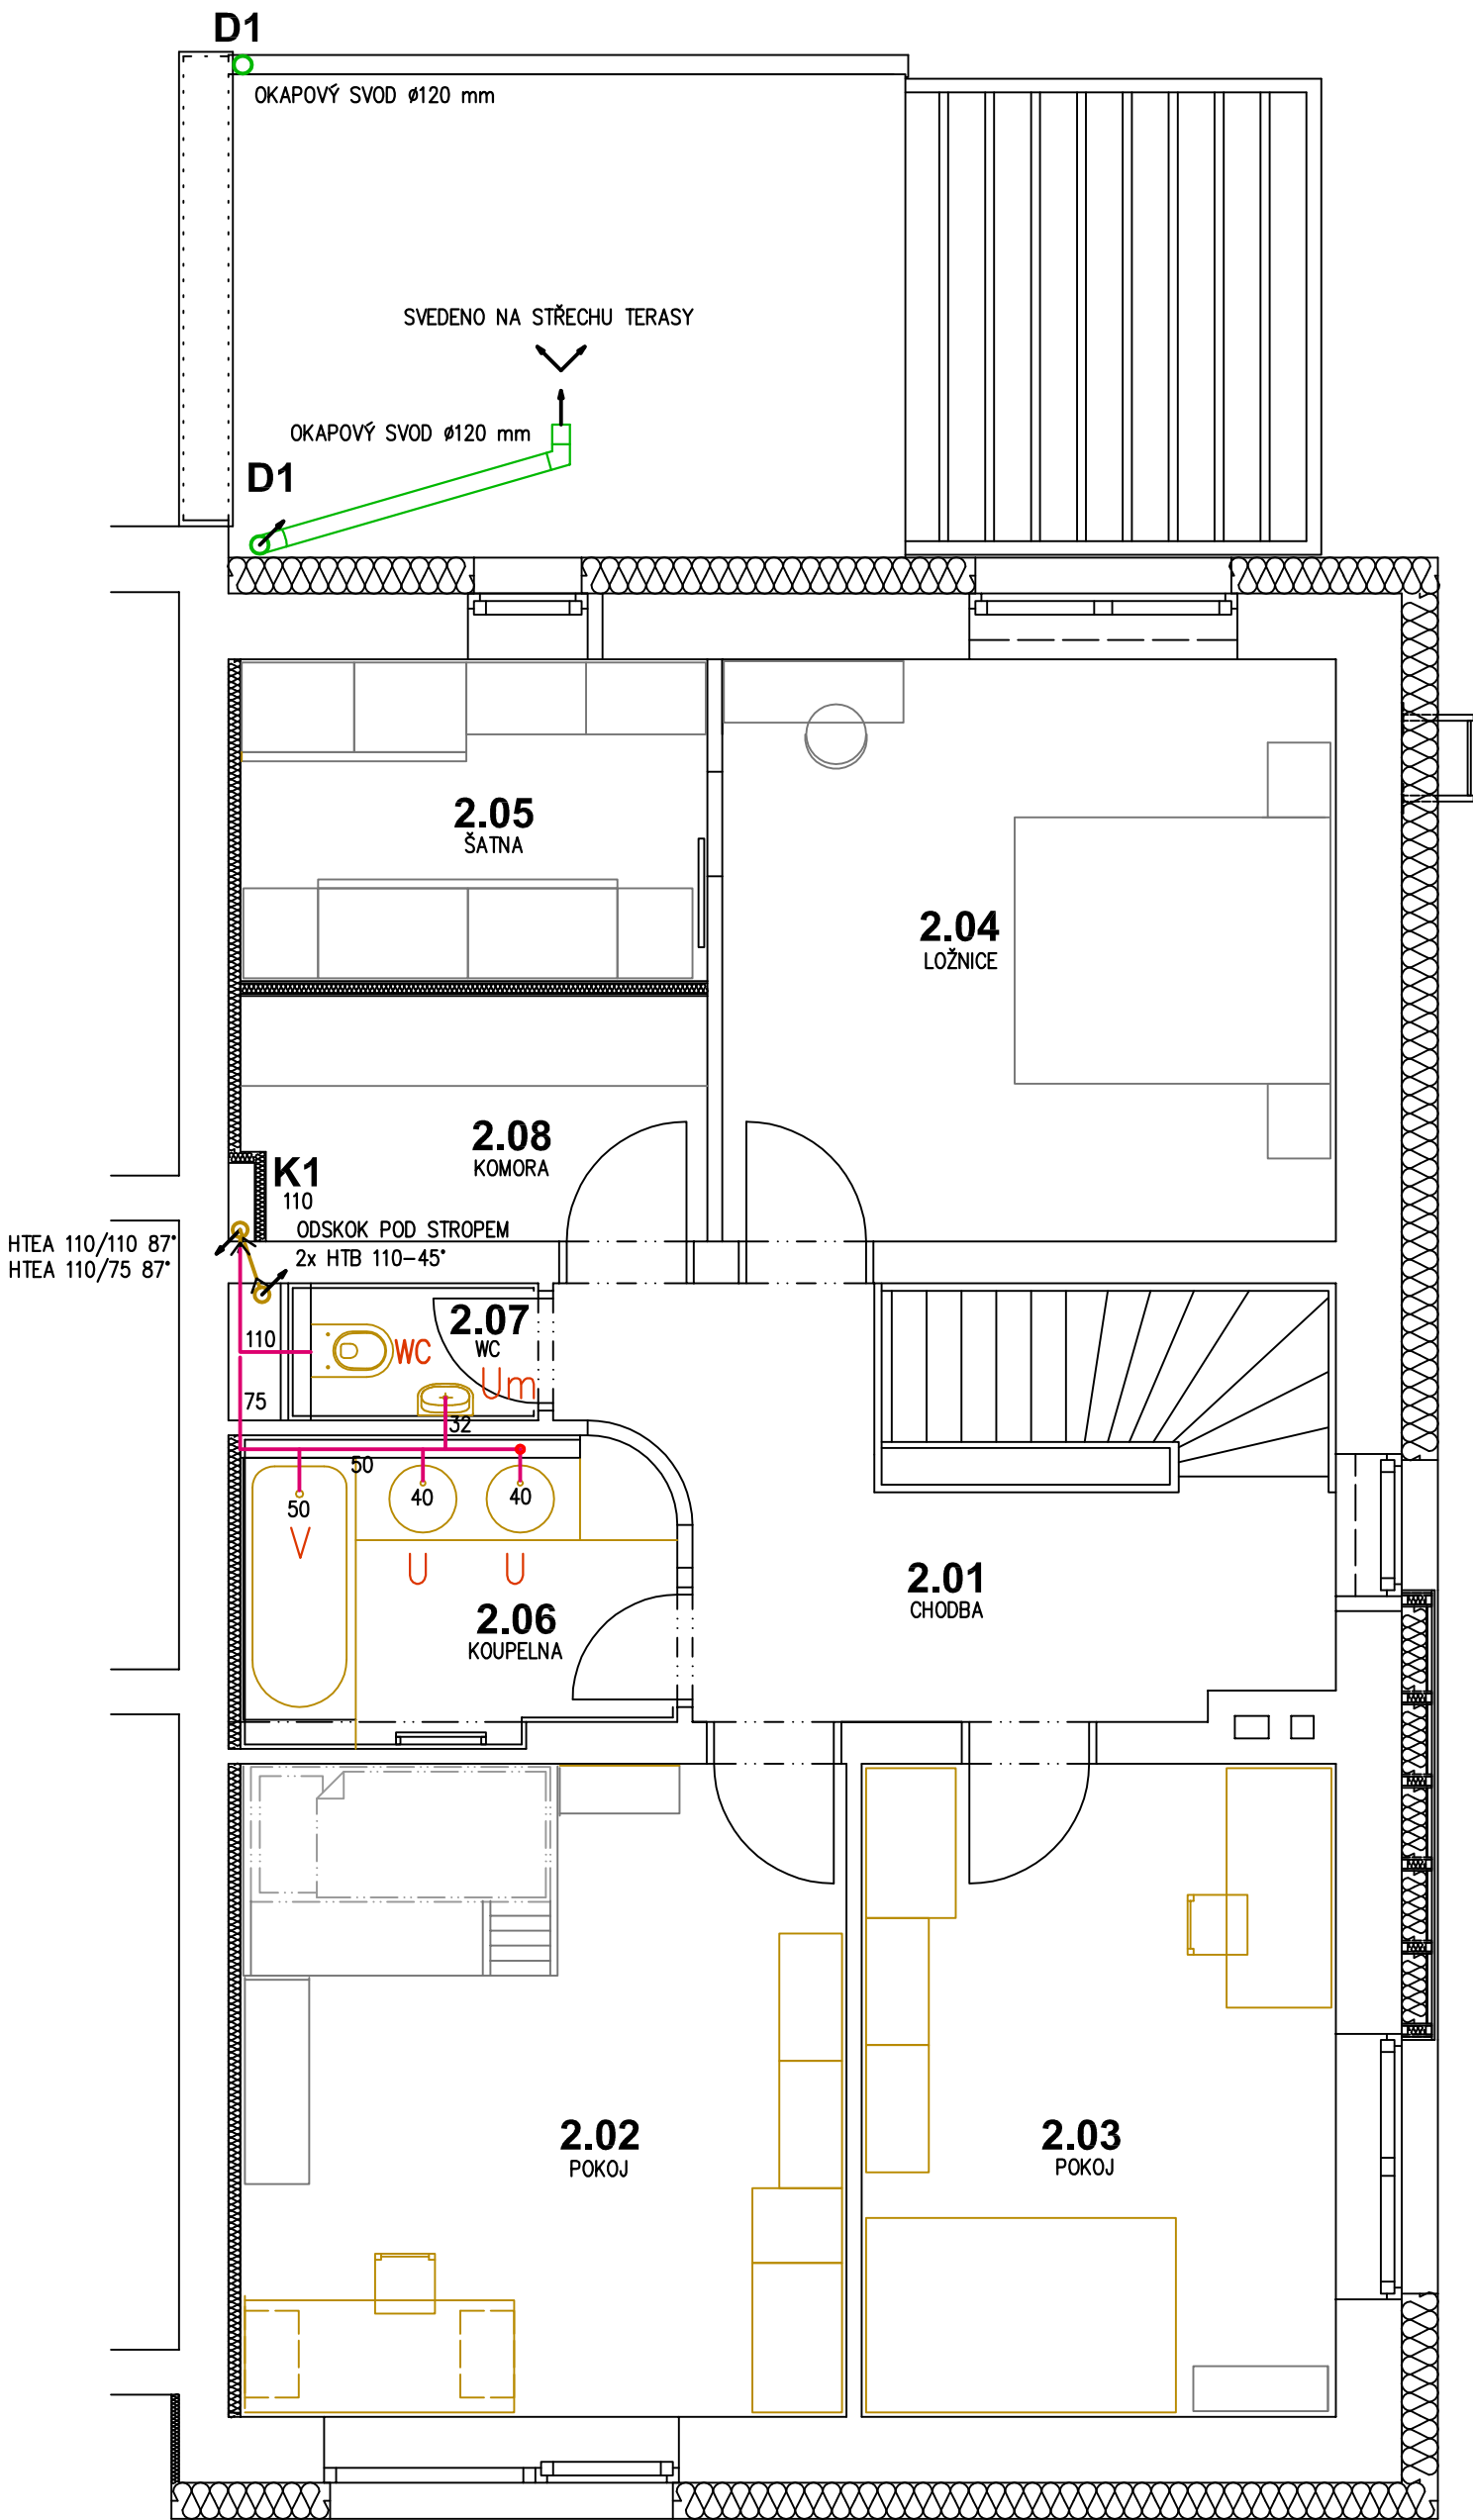 D1
OKAPOVÝ SVOD ø120 mm
SVEDENO NA STŘECHU TERASY
OKAPOVÝ SVOD ø120 mm
D1
2.05
ŠATNA
2.04
LOŽNICE
2.08
KOMORA
K1
110
ODSKOK POD STROPEM
2x HTB 110-45°
HTEA 110/110 87°
HTEA 110/75 87°
2.07
WC
WC
110
Um
75
32
50
50
40
40
V
U
U
2.06
KOUPELNA
2.01
CHODBA
2.02
POKOJ
2.03
POKOJ